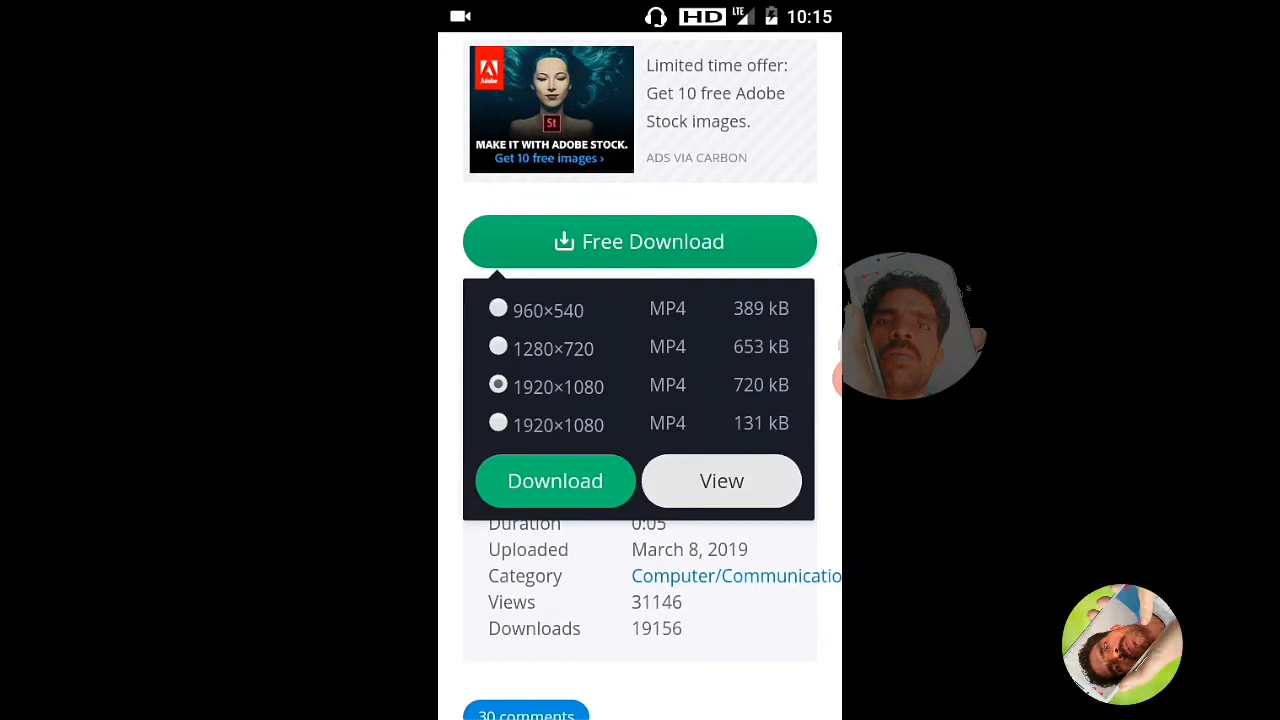 HD LTE 10:15
Adobe
St
MAKE IT WITH ADOBE STOCK.
Get 10 free images ›
Limited time offer:
Get 10 free Adobe
Stock images.
ADS VIA CARBON
Free Download
960×540 MP4 389 kB
1280×720 MP4 653 kB
1920×1080 MP4 720 kB
1920×1080 MP4 131 kB
Download View
Duration 0:05
Uploaded March 8, 2019
Category Computer/Communicatio
Views 31146
Downloads 19156
30 comments